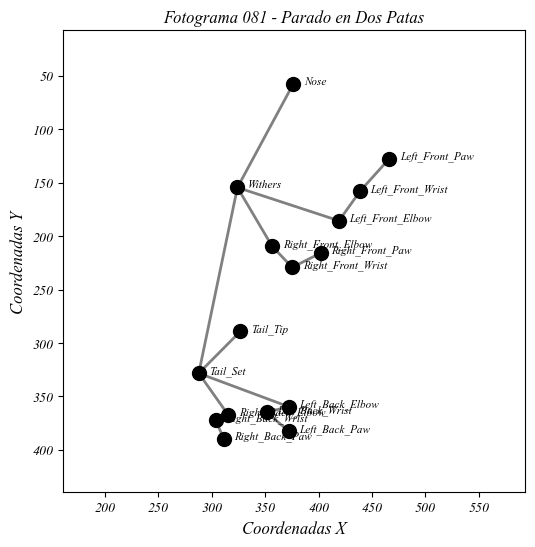 Fotograma 081 - Parado en Dos Patas
Coordenadas Y
50
100
150
200
250
300
350
400
Nose
Left_Front_Paw
Withers
Left_Front_Wrist
Left_Front_Elbow
Right_Front_Elbow
Right_Front_Paw
Right_Front_Wrist
Tail_Tip
Tail_Set
Left_Back_Elbow
Right_Back_Wrist
Left_Back_Paw
Right_Back_Paw
200
250
300
350
400
450
500
550
Coordenadas X